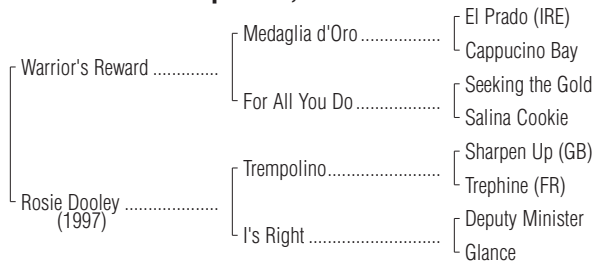 El Prado (IRE)
Medaglia d'Oro ..................
Cappucino Bay
Warrior's Reward ...............
Seeking the Gold
For All You Do ...................
Salina Cookie
Sharpen Up (GB)
Trempolino.........................
Trephine (FR)
Rosie Dooley .....................
(1997)
Deputy Minister
I's Right .............................
Glance